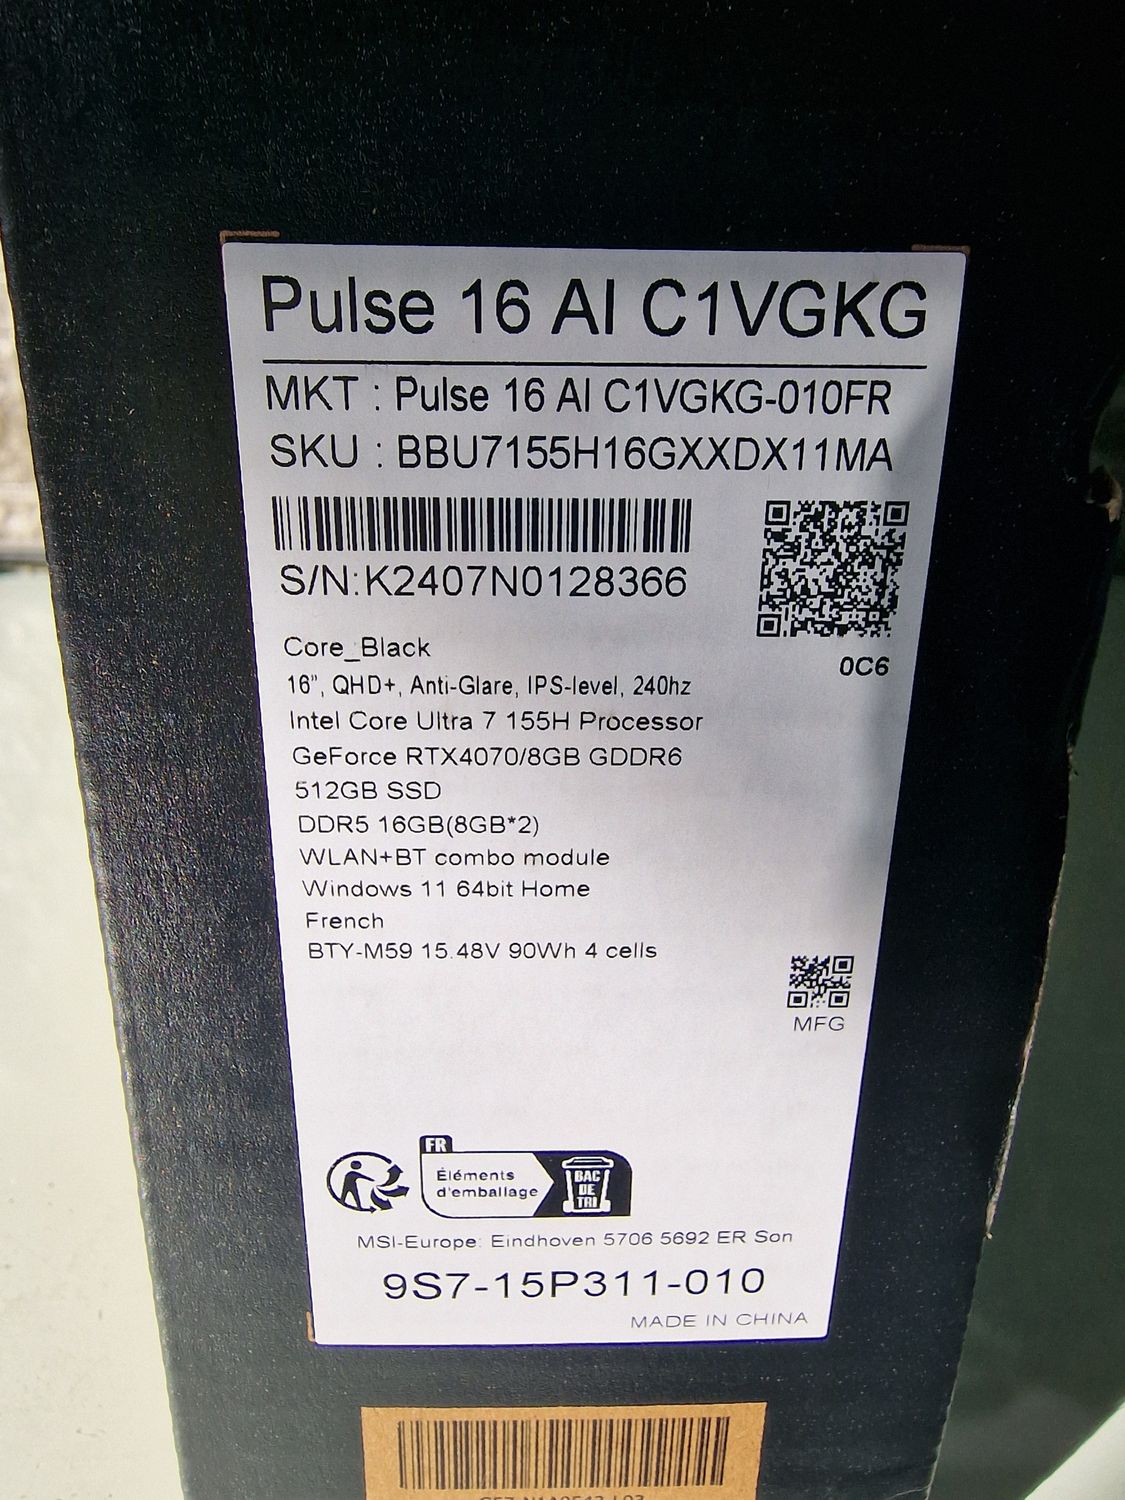 Pulse 16 AI C1VGKG
MKT : Pulse 16 AI C1VGKG-010FR
SKU : BBU7155H16GXXDX11MA
S/N:K2407N0128366
0C6
Core_Black
16”, QHD+, Anti-Glare, IPS-level, 240hz
Intel Core Ultra 7 155H Processor
GeForce RTX4070/8GB GDDR6
512GB SSD
DDR5 16GB(8GB*2)
WLAN+BT combo module
Windows 11 64bit Home
French
BTY-M59 15.48V 90Wh 4 cells
MFG
FR
Éléments
d'emballage
BAC
DE
TRI
MSI-Europe: Eindhoven 5706 5692 ER Son
9S7-15P311-010
MADE IN CHINA